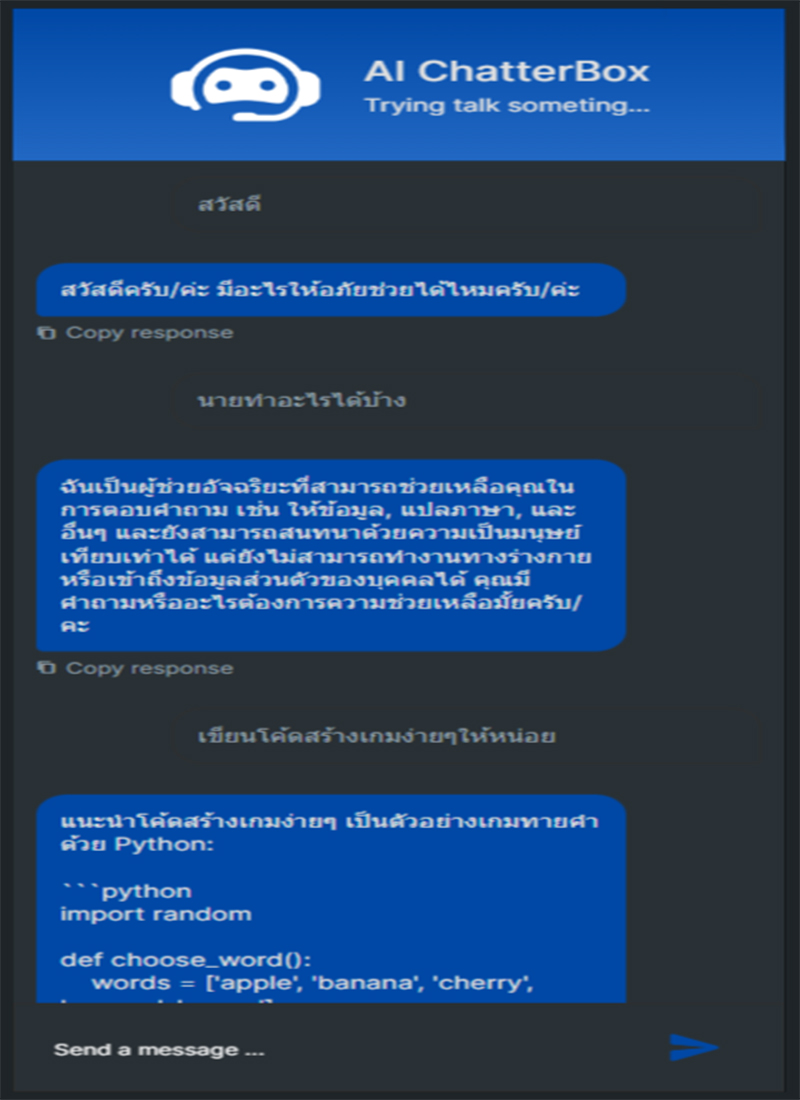 AI ChatterBox
Trying talk someting...
สวัสดี
สวัสดีครับ/ค่ะ มีอะไรให้อภัยช่วยได้ไหมครับ/ค่ะ
Copy response
นายทำอะไรได้บ้าง
ฉันเป็นผู้ช่วยอัจฉริยะที่สามารถช่วยเหลือคุณใน
การตอบคำถาม เช่น ให้ข้อมูล, แปลภาษา, และ
อื่นๆ และยังสามารถสนทนาด้วยความเป็นมนุษย์
เทียบเท่าได้ แต่ยังไม่สามารถทำงานทางร่างกาย
หรือเข้าถึงข้อมูลส่วนตัวของบุคคลได้ คุณมี
คำถามหรืออะไรต้องการความช่วยเหลือมั้ยครับ/
คะ
Copy response
เขียนโค้ดสร้างเกมง่ายๆให้หน่อย
แนะนำโค้ดสร้างเกมง่ายๆ เป็นตัวอย่างเกมทายคำ
ด้วย Python:
```python
import random
def choose_word():
words = ['apple', 'banana', 'cherry',
Send a message ...